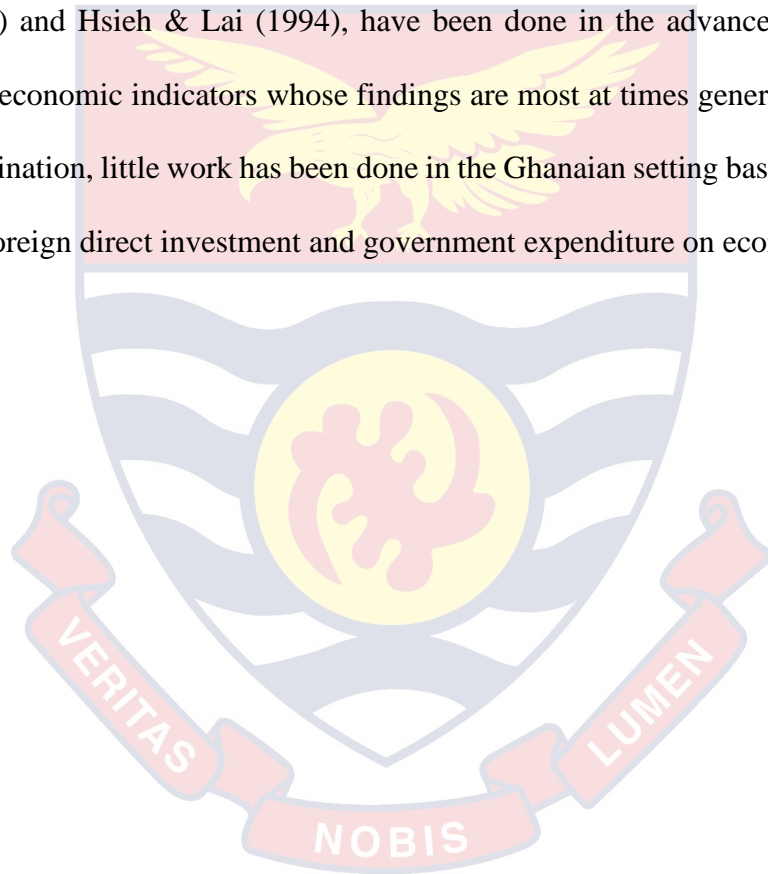 ) and Hsieh & Lai (1994), have been done in the advance
economic indicators whose findings are most at times gener
ination, little work has been done in the Ghanaian setting bas
oreign direct investment and government expenditure on eco
VERITAS
NOBIS
LUMEN